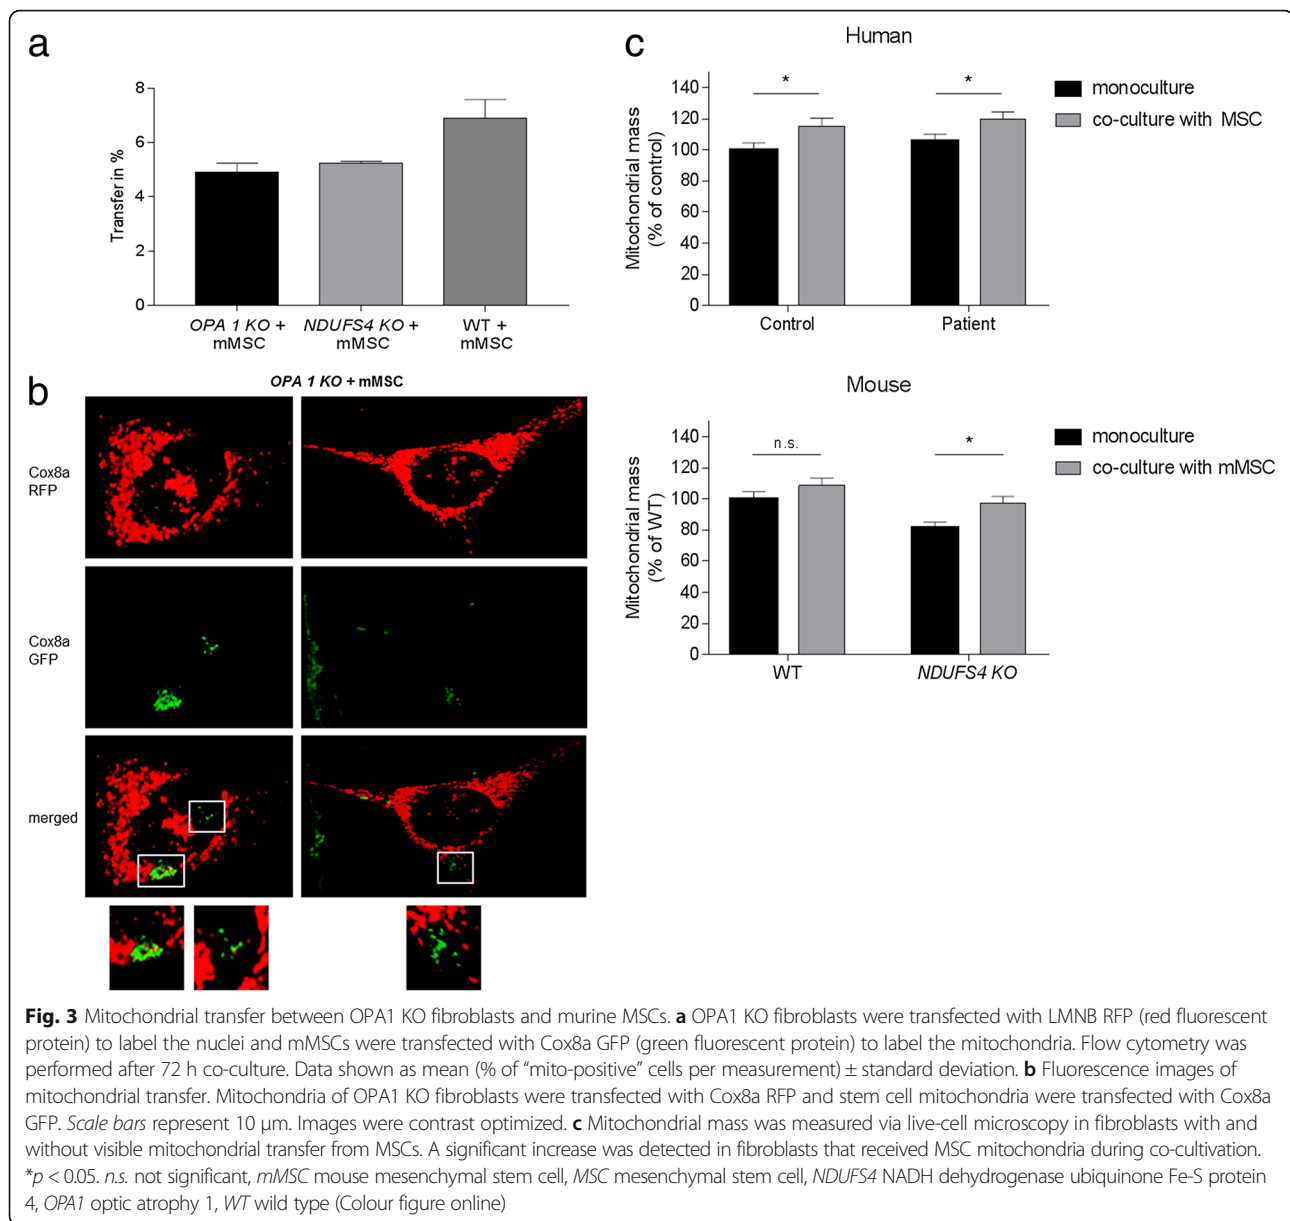 a
Transfer in %
8
6
4
2
0
OPA 1 KO +
mMSC
NDUFS4 KO +
mMSC
WT +
mMSC
b
OPA 1 KO + mMSC
Cox8a
RFP
Cox8a
GFP
merged
c
Human
Mitochondrial mass
(% of control)
140
120
100
80
60
40
20
0
*
*
Control
Patient
monoculture
co-culture with MSC
Mouse
Mitochondrial mass
(% of WT)
140
120
100
80
60
40
20
0
n.s.
*
WT
NDUFS4 KO
monoculture
co-culture with mMSC
Fig. 3 Mitochondrial transfer between OPA1 KO fibroblasts and murine MSCs. a OPA1 KO fibroblasts were transfected with LMNB RFP (red fluorescent
protein) to label the nuclei and mMSCs were transfected with Cox8a GFP (green fluorescent protein) to label the mitochondria. Flow cytometry was
performed after 72 h co-culture. Data shown as mean (% of “mito-positive” cells per measurement) ± standard deviation. b Fluorescence images of
mitochondrial transfer. Mitochondria of OPA1 KO fibroblasts were transfected with Cox8a RFP and stem cell mitochondria were transfected with Cox8a
GFP. Scale bars represent 10 μm. Images were contrast optimized. c Mitochondrial mass was measured via live-cell microscopy in fibroblasts with and
without visible mitochondrial transfer from MSCs. A significant increase was detected in fibroblasts that received MSC mitochondria during co-cultivation.
*p < 0.05. n.s. not significant, mMSC mouse mesenchymal stem cell, MSC mesenchymal stem cell, NDUFS4 NADH dehydrogenase ubiquinone Fe-S protein
4, OPA1 optic atrophy 1, WT wild type (Colour figure online)